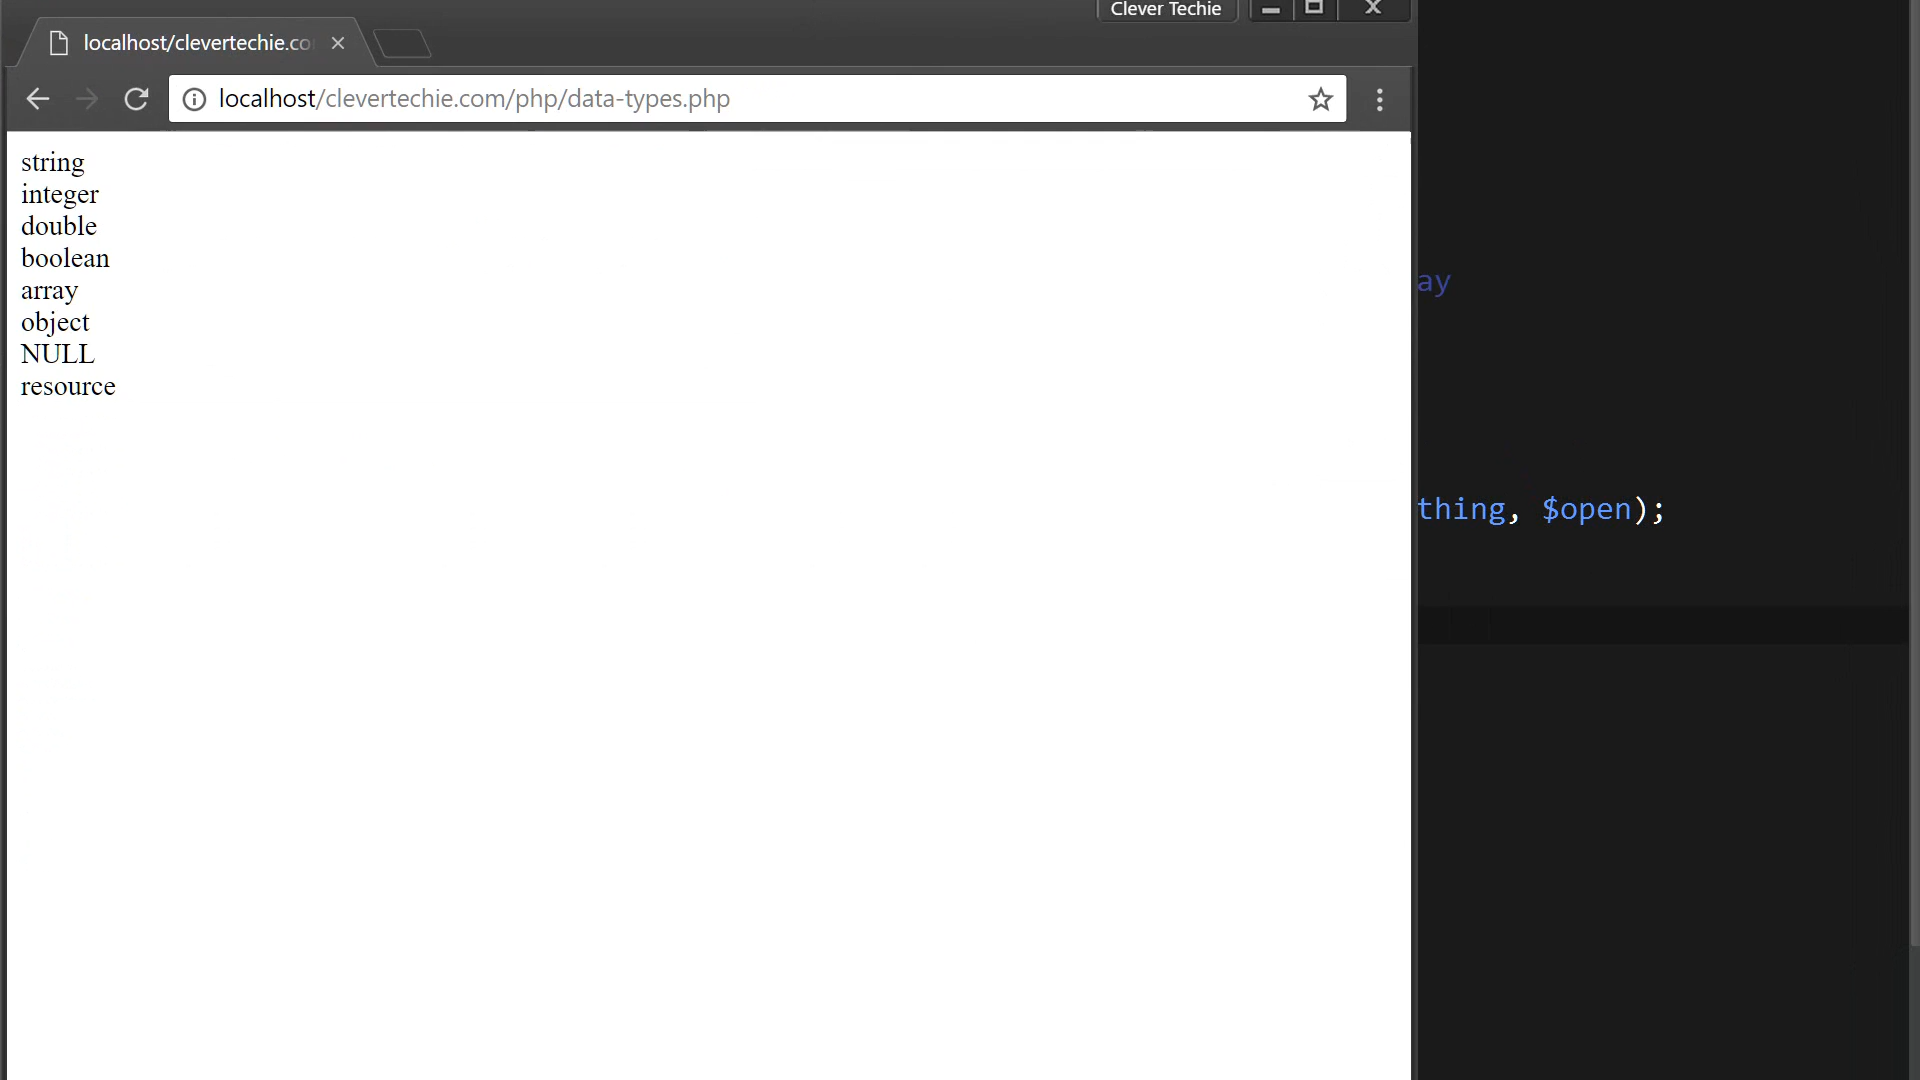 Clever Techie
localhost/clevertechie.co
localhost/clevertechie.com/php/data-types.php
string
integer
double
boolean
array
object
NULL
resource
ay
thing, $open);